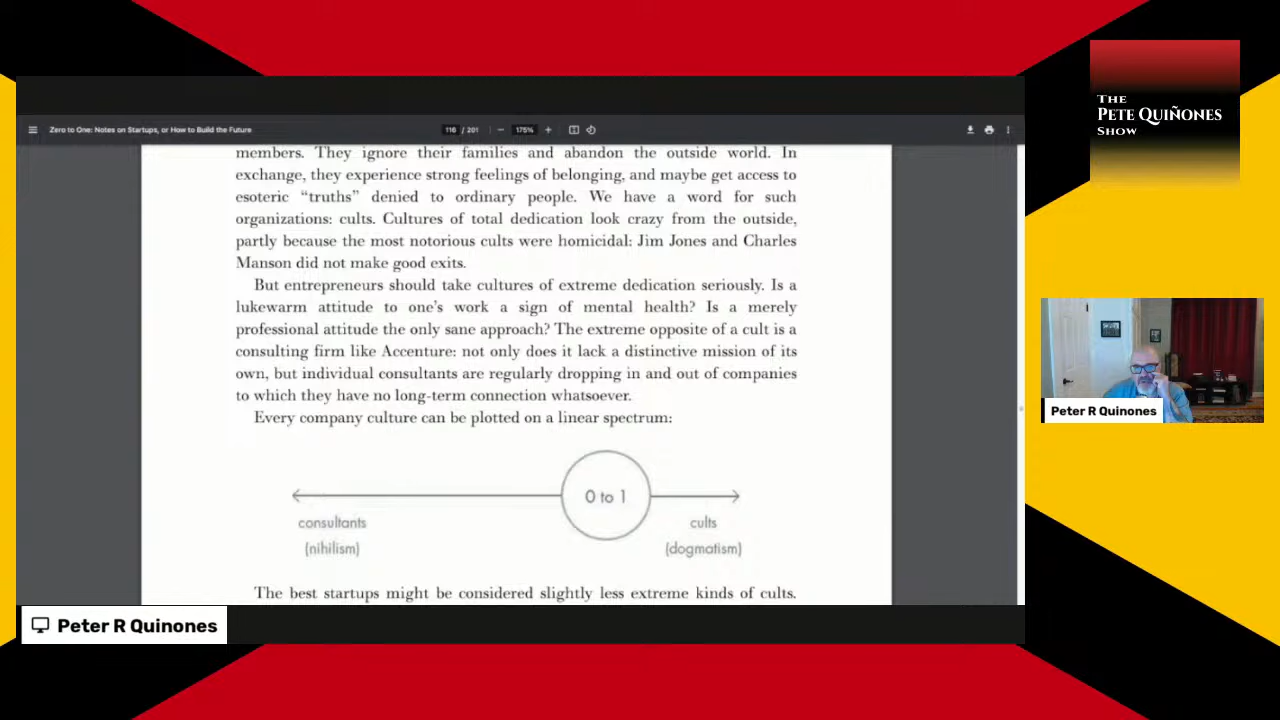 Zero to One: Notes on Startups, or How to Build the Future
116 / 201
175%
members. They ignore their families and abandon the outside world. In
exchange, they experience strong feelings of belonging, and maybe get access to
esoteric “truths” denied to ordinary people. We have a word for such
organizations: cults. Cultures of total dedication look crazy from the outside,
partly because the most notorious cults were homicidal: Jim Jones and Charles
Manson did not make good exits.
But entrepreneurs should take cultures of extreme dedication seriously. Is a
lukewarm attitude to one’s work a sign of mental health? Is a merely
professional attitude the only sane approach? The extreme opposite of a cult is a
consulting firm like Accenture: not only does it lack a distinctive mission of its
own, but individual consultants are regularly dropping in and out of companies
to which they have no long-term connection whatsoever.
Every company culture can be plotted on a linear spectrum:
0 to 1
consultants
(nihilism)
cults
(dogmatism)
The best startups might be considered slightly less extreme kinds of cults.
Peter R Quinones
THE
PETE QUIÑONES
SHOW
Peter R Quinones